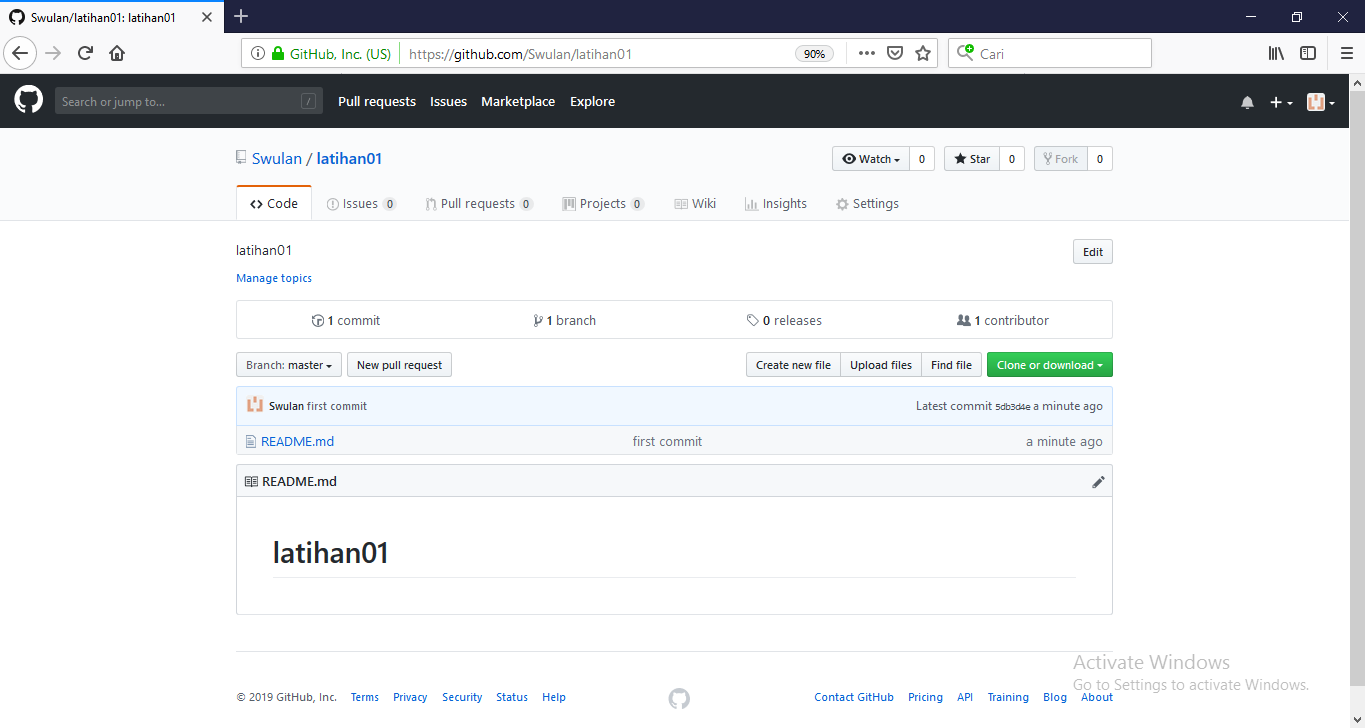 Swulan/latihan01: latihan01
GitHub, Inc. (US) https://github.com/Swulan/latihan01 90% Cari
Search or jump to... / Pull requests Issues Marketplace Explore
Swulan / latihan01 Watch 0 Star 0 Fork 0
Code Issues 0 Pull requests 0 Projects 0 Wiki Insights Settings
latihan01 Edit
Manage topics
1 commit 1 branch 0 releases 1 contributor
Branch: master New pull request Create new file Upload files Find file Clone or download
Swulan first commit Latest commit 5db3d4e a minute ago
README.md first commit a minute ago
README.md
latihan01
Activate Windows
Go to Settings to activate Windows.
© 2019 GitHub, Inc. Terms Privacy Security Status Help Contact GitHub Pricing API Training Blog About